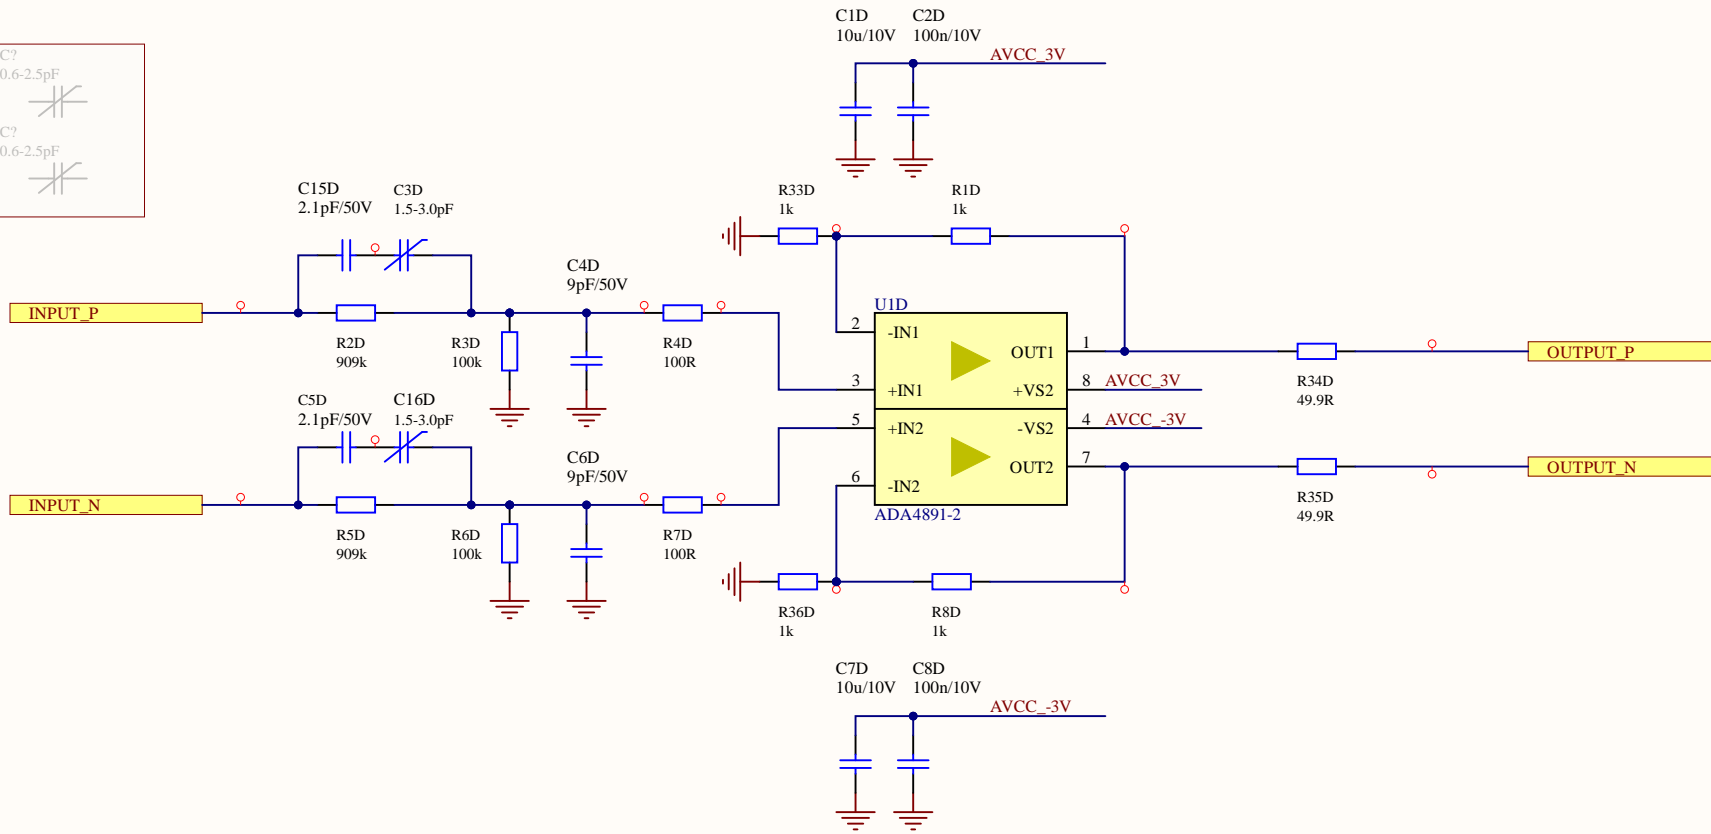 C1D
10u/10V
C2D
100n/10V
AVCC_3V
C?
0.6-2.5pF
C?
0.6-2.5pF
C15D
2.1pF/50V
C3D
1.5-3.0pF
R33D
1k
R1D
1k
C4D
9pF/50V
INPUT_P
R2D
909k
R3D
100k
R4D
100R
U1D
2
-IN1
3
+IN1
OUT1
1
+VS2
8
AVCC_3V
R34D
49.9R
OUTPUT_P
C5D
2.1pF/50V
C16D
1.5-3.0pF
C6D
9pF/50V
5
+IN2
-VS2
4
AVCC_-3V
OUT2
7
6
-IN2
ADA4891-2
OUTPUT_N
R35D
49.9R
INPUT_N
R5D
909k
R6D
100k
R7D
100R
R36D
1k
R8D
1k
C7D
10u/10V
C8D
100n/10V
AVCC_-3V